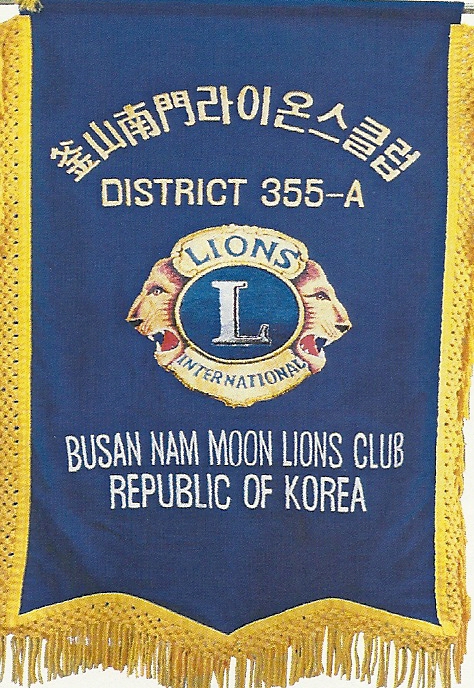 釜山南門라이온스클럽
DISTRICT 355-A
LIONS
L
INTERNATIONAL
BUSAN NAM MOON LIONS CLUB
REPUBLIC OF KOREA